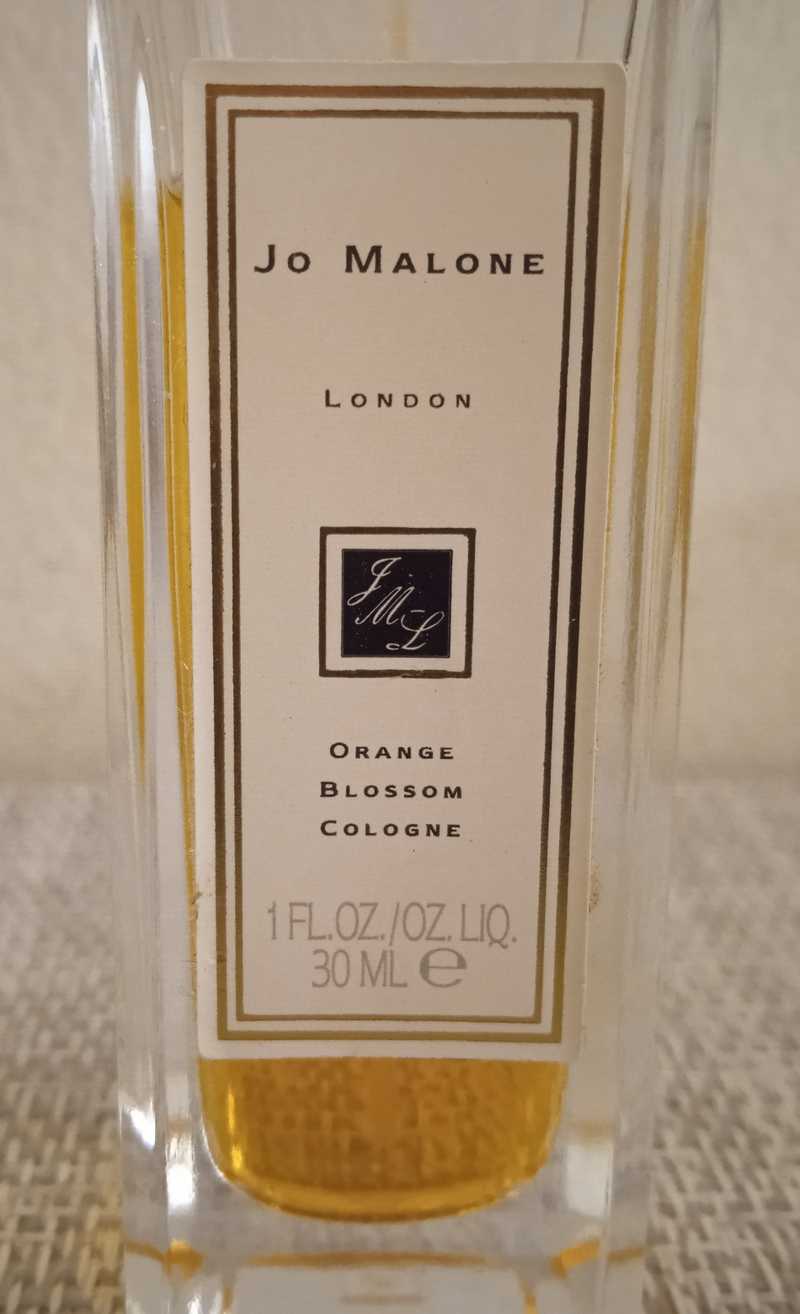 Jo Malone
London
JML
Orange
Blossom
Cologne
1 FL.OZ./OZ. LIQ.
30 ML ℮